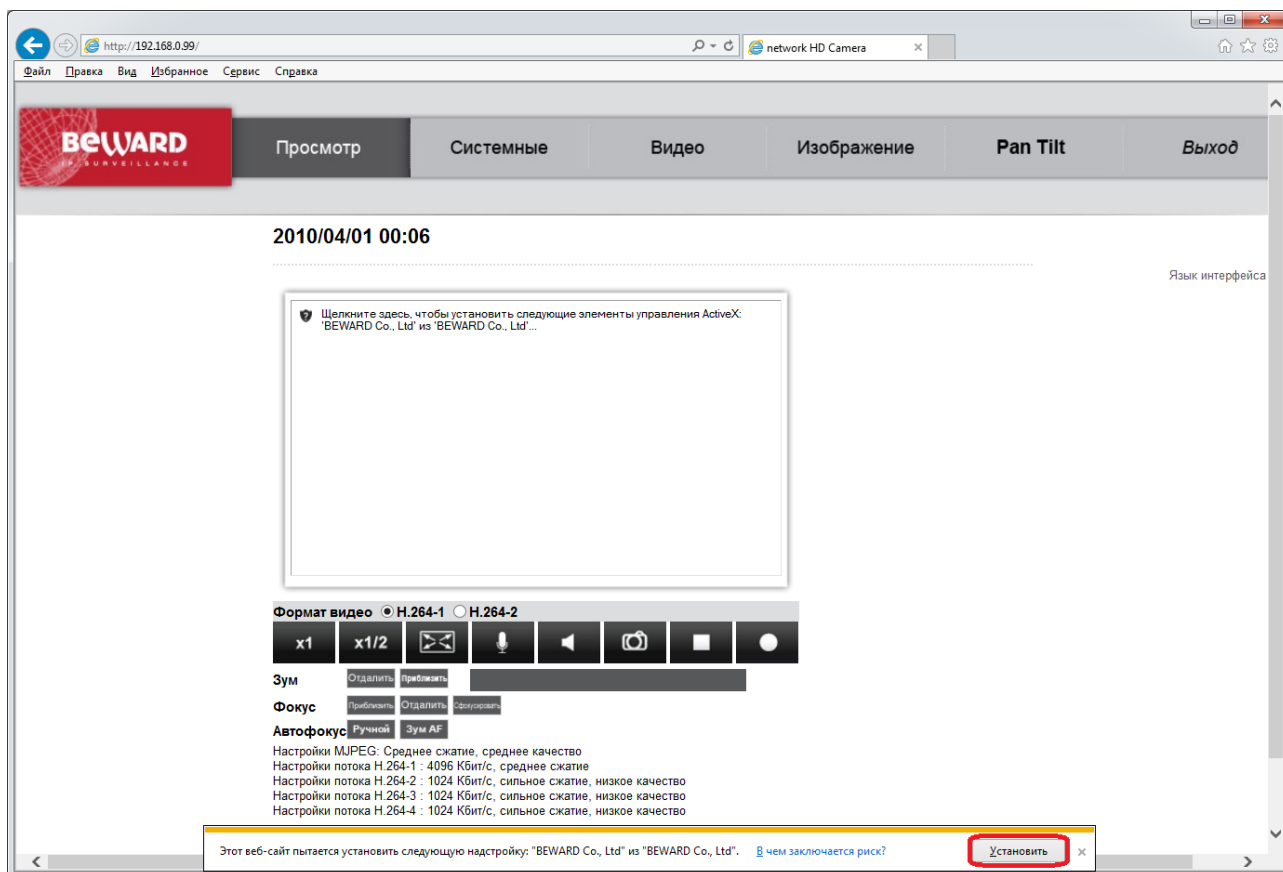 http://192.168.0.99/
network HD Camera
Файл Правка Вид Избранное Сервис Справка
BEWARD
IP SURVEILLANCE
Просмотр Системные Видео Изображение Pan Tilt Выход
2010/04/01 00:06
Язык интерфейса
Щелкните здесь, чтобы установить следующие элементы управления ActiveX:
'BEWARD Co., Ltd' из 'BEWARD Co., Ltd'...
Формат видео H.264-1 H.264-2
x1 x1/2
Зум Отдалить Приблизить
Фокус Приблизить Отдалить Сфокусировать
Автофокус Ручной Зум AF
Настройки MJPEG: Среднее сжатие, среднее качество
Настройки потока H.264-1 : 4096 Кбит/с, среднее сжатие
Настройки потока H.264-2 : 1024 Кбит/с, сильное сжатие, низкое качество
Настройки потока H.264-3 : 1024 Кбит/с, сильное сжатие, низкое качество
Настройки потока H.264-4 : 1024 Кбит/с, сильное сжатие, низкое качество
Этот веб-сайт пытается установить следующую надстройку: "BEWARD Co., Ltd" из "BEWARD Co., Ltd". В чем заключается риск? Установить